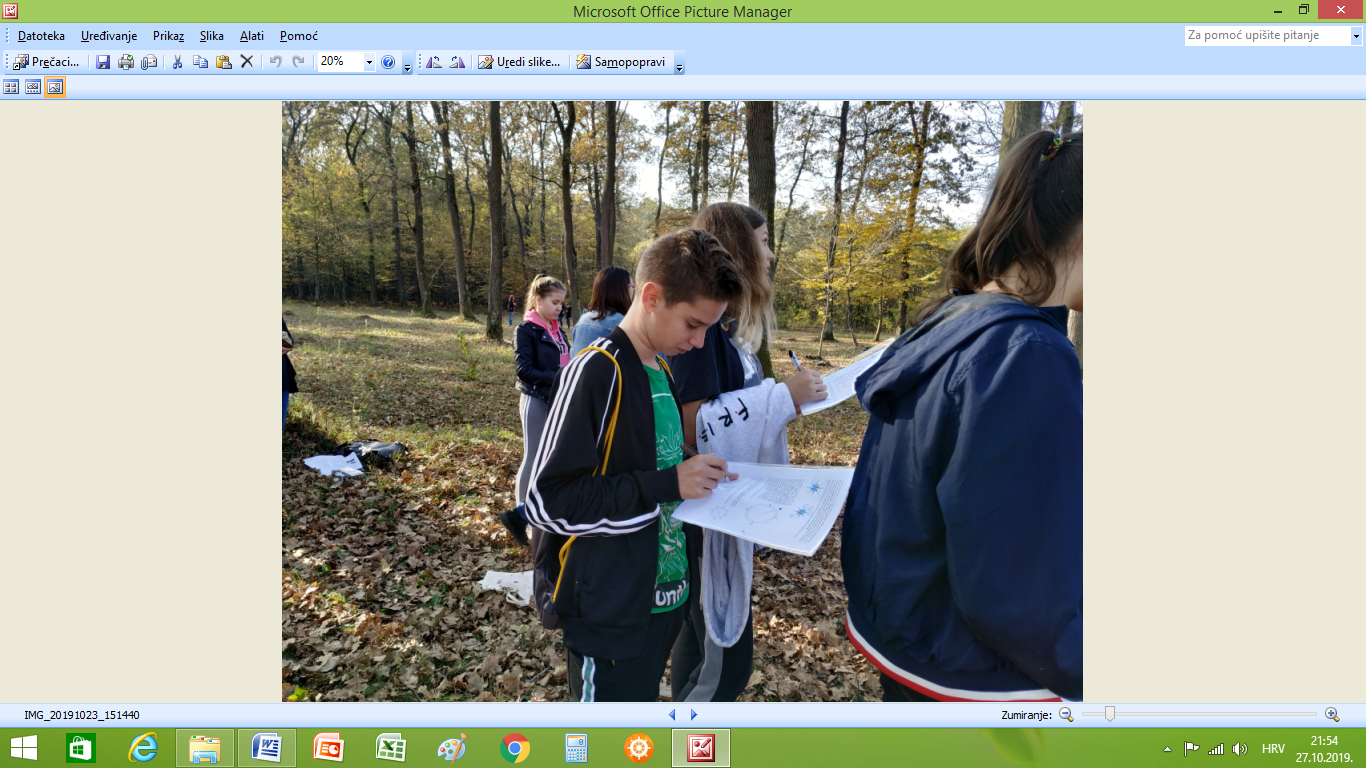 Microsoft Office Picture Manager
Datoteka Uređivanje Prikaz Slika Alati Pomoć
Za pomoć upišite pitanje
Prečaci... 20% Uredi slike... Samopopravi
IMG_20191023_151440
Zumiranje:
HRV
21:54
27.10.2019.